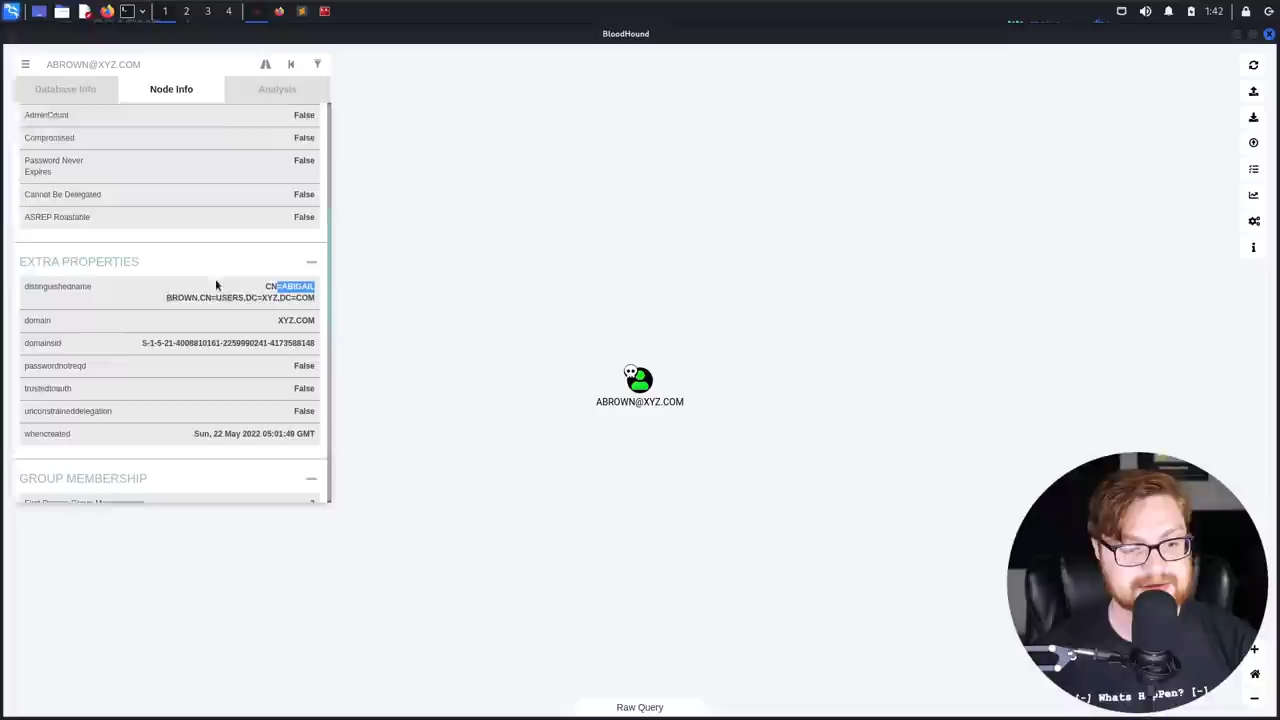 1 2 3 4
1:42
BloodHound
ABROWN@XYZ.COM
Database Info Node Info Analysis
AdminCount False
Compromised False
Password Never
Expires False
Cannot Be Delegated False
ASREP Roastable False
EXTRA PROPERTIES
distinguishedname CN=ABIGAIL
BROWN,CN=USERS,DC=XYZ,DC=COM
domain XYZ.COM
domainsid S-1-5-21-4008810161-2259990241-4173588148
passwordnotreqd False
trustedtoauth False
unconstraineddelegation False
whencreated Sun, 22 May 2022 05:01:49 GMT
GROUP MEMBERSHIP
ABROWN@XYZ.COM
[-] Whats H pPen? [-]
Raw Query